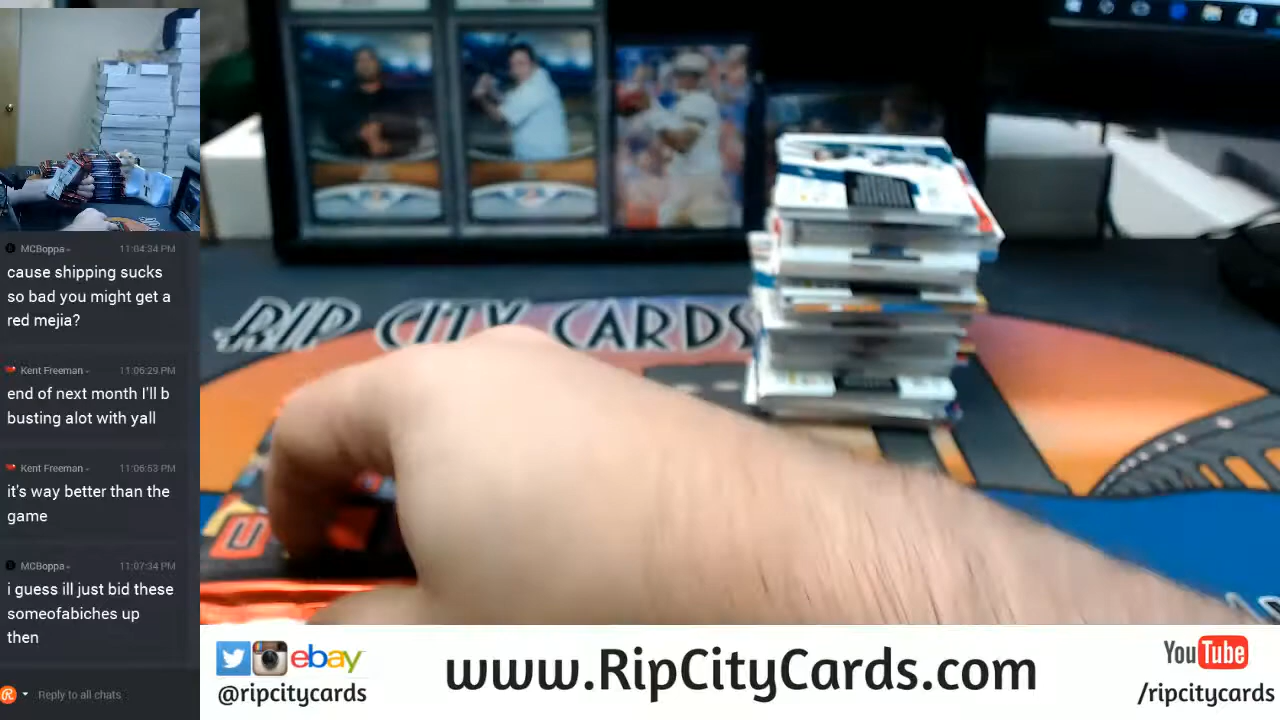 MCBoppa 11:04:34 PM
cause shipping sucks
so bad you might get a
red mejia?
Kent Freeman 11:05:29 PM
end of next month I'll b
busting alot with yall
Kent Freeman 11:06:53 PM
it's way better than the
game
MCBoppa 11:07:34 PM
i guess ill just bid these
someofabiches up
then
Reply to all chats
RIP CITY CARDS
ebay
@ripcitycards
www.RipCityCards.com
YouTube
/ripcitycards